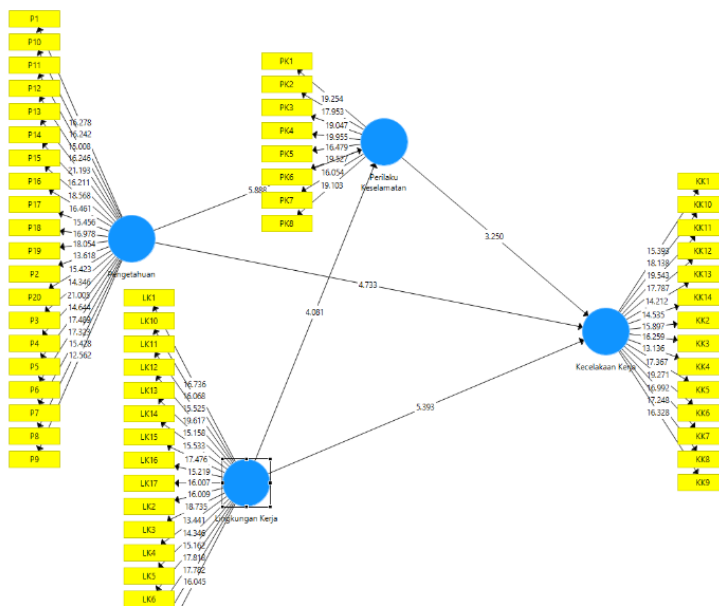 P1
P10
P11
P12
P13
P14
P15
P16
P17
P18
P19
P2
P20
P3
P4
P5
P6
P7
P8
P9
16.278
16.242
15.008
16.246
21.193
16.211
18.568
16.461
15.456
16.978
18.054
13.618
15.423
14.346
21.005
14.644
17.409
17.325
15.428
12.562
Pengetahuan
PK1
PK2
PK3
PK4
PK5
PK6
PK7
PK8
19.254
17.953
19.047
19.955
16.479
19.527
16.054
19.103
Perilaku
Keselamatan
5.888
3.250
4.733
4.081
5.393
LK1
LK10
LK11
LK12
LK13
LK14
LK15
LK16
LK17
LK2
LK3
LK4
LK5
LK6
16.736
16.068
15.525
19.617
15.158
15.533
17.476
15.219
16.007
16.009
18.735
13.441
14.346
15.162
17.818
17.782
16.045
Lingkungan Kerja
KK1
KK10
KK11
KK12
KK13
KK14
KK2
KK3
KK4
KK5
KK6
KK7
KK8
KK9
15.393
18.138
19.543
17.787
14.212
14.535
15.897
16.259
13.136
17.367
19.271
16.992
17.248
16.328
Kecelakaan Kerja